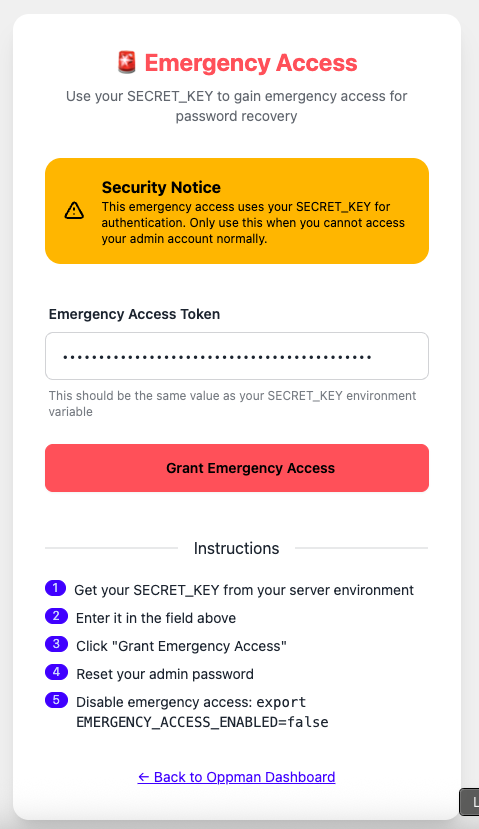 🚨 Emergency Access
Use your SECRET_KEY to gain emergency access for
password recovery
Security Notice
This emergency access uses your SECRET_KEY for
authentication. Only use this when you cannot access
your admin account normally.
Emergency Access Token
•••••••••••••••••••••••••••••••••••••••••••
This should be the same value as your SECRET_KEY environment
variable
Grant Emergency Access
Instructions
1 Get your SECRET_KEY from your server environment
2 Enter it in the field above
3 Click "Grant Emergency Access"
4 Reset your admin password
5 Disable emergency access: export
EMERGENCY_ACCESS_ENABLED=false
← Back to Oppman Dashboard